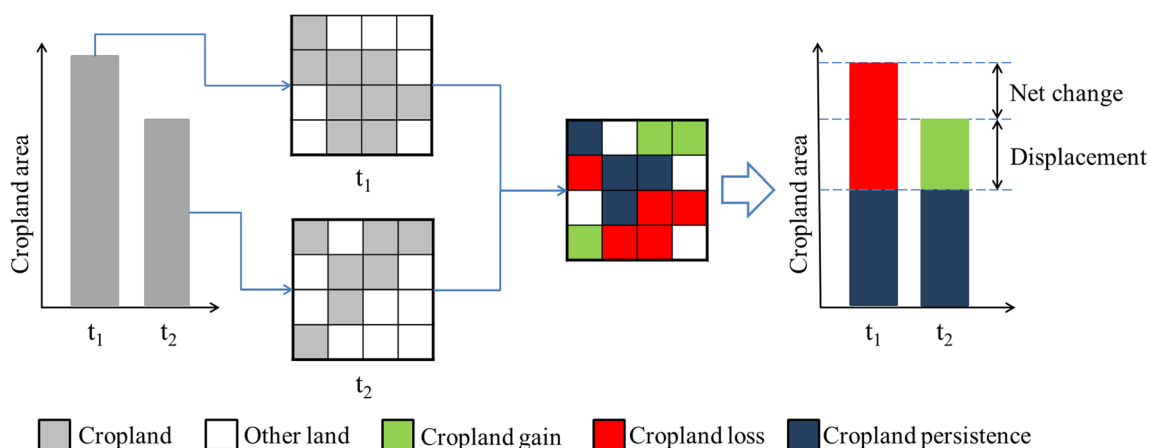 Cropland area
t₁
t₂
t₁
t₂
Cropland area
Net change
Displacement
t₁
t₂
Cropland
Other land
Cropland gain
Cropland loss
Cropland persistence